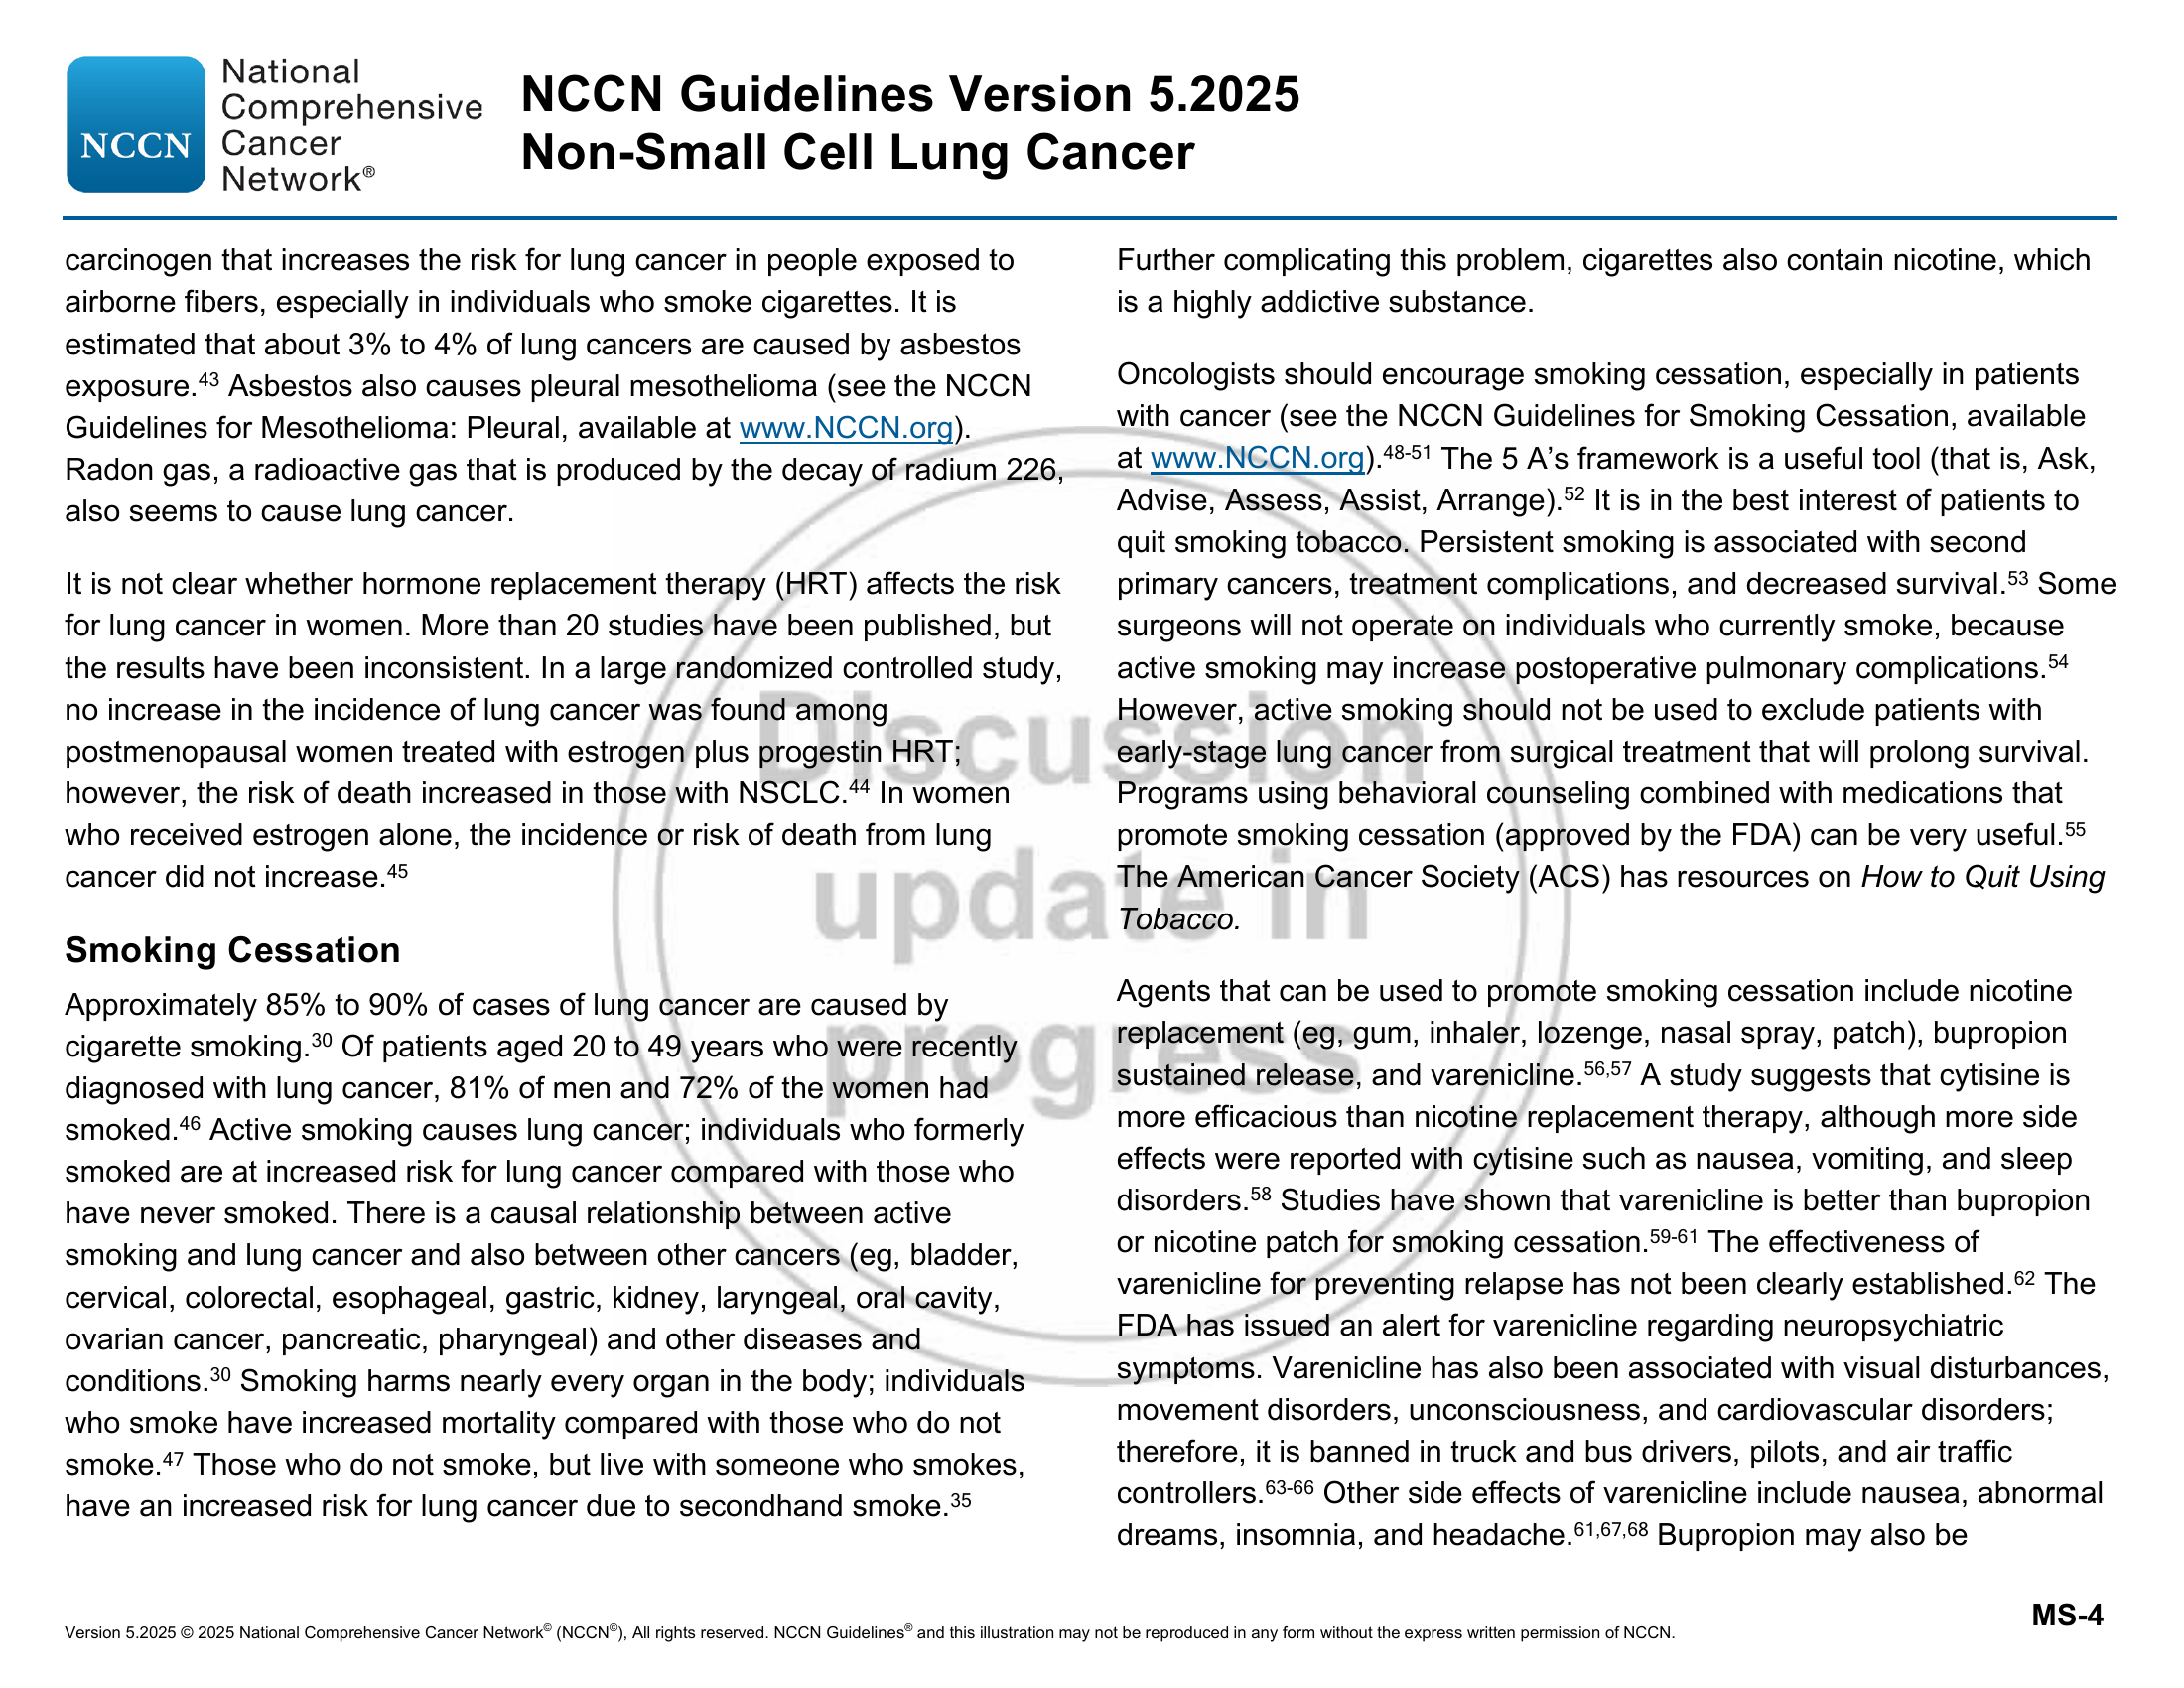 National
Comprehensive
NCCN Cancer
Network®
NCCN Guidelines Version 5.2025
Non-Small Cell Lung Cancer
carcinogen that increases the risk for lung cancer in people exposed to
airborne fibers, especially in individuals who smoke cigarettes. It is
estimated that about 3% to 4% of lung cancers are caused by asbestos
exposure.43 Asbestos also causes pleural mesothelioma (see the NCCN
Guidelines for Mesothelioma: Pleural, available at www.NCCN.org).
Radon gas, a radioactive gas that is produced by the decay of radium 226,
also seems to cause lung cancer.
It is not clear whether hormone replacement therapy (HRT) affects the risk
for lung cancer in women. More than 20 studies have been published, but
the results have been inconsistent. In a large randomized controlled study,
no increase in the incidence of lung cancer was found among
postmenopausal women treated with estrogen plus progestin HRT;
however, the risk of death increased in those with NSCLC.44 In women
who received estrogen alone, the incidence or risk of death from lung
cancer did not increase.45
Smoking Cessation
Approximately 85% to 90% of cases of lung cancer are caused by
cigarette smoking.30 Of patients aged 20 to 49 years who were recently
diagnosed with lung cancer, 81% of men and 72% of the women had
smoked.46 Active smoking causes lung cancer; individuals who formerly
smoked are at increased risk for lung cancer compared with those who
have never smoked. There is a causal relationship between active
smoking and lung cancer and also between other cancers (eg, bladder,
cervical, colorectal, esophageal, gastric, kidney, laryngeal, oral cavity,
ovarian cancer, pancreatic, pharyngeal) and other diseases and
conditions.30 Smoking harms nearly every organ in the body; individuals
who smoke have increased mortality compared with those who do not
smoke.47 Those who do not smoke, but live with someone who smokes,
have an increased risk for lung cancer due to secondhand smoke.35
Further complicating this problem, cigarettes also contain nicotine, which
is a highly addictive substance.
Oncologists should encourage smoking cessation, especially in patients
with cancer (see the NCCN Guidelines for Smoking Cessation, available
at www.NCCN.org).48-51 The 5 A’s framework is a useful tool (that is, Ask,
Advise, Assess, Assist, Arrange).52 It is in the best interest of patients to
quit smoking tobacco. Persistent smoking is associated with second
primary cancers, treatment complications, and decreased survival.53 Some
surgeons will not operate on individuals who currently smoke, because
active smoking may increase postoperative pulmonary complications.54
However, active smoking should not be used to exclude patients with
early-stage lung cancer from surgical treatment that will prolong survival.
Programs using behavioral counseling combined with medications that
promote smoking cessation (approved by the FDA) can be very useful.55
The American Cancer Society (ACS) has resources on How to Quit Using
Tobacco.
Agents that can be used to promote smoking cessation include nicotine
replacement (eg, gum, inhaler, lozenge, nasal spray, patch), bupropion
sustained release, and varenicline.56,57 A study suggests that cytisine is
more efficacious than nicotine replacement therapy, although more side
effects were reported with cytisine such as nausea, vomiting, and sleep
disorders.58 Studies have shown that varenicline is better than bupropion
or nicotine patch for smoking cessation.59-61 The effectiveness of
varenicline for preventing relapse has not been clearly established.62 The
FDA has issued an alert for varenicline regarding neuropsychiatric
symptoms. Varenicline has also been associated with visual disturbances,
movement disorders, unconsciousness, and cardiovascular disorders;
therefore, it is banned in truck and bus drivers, pilots, and air traffic
controllers.63-66 Other side effects of varenicline include nausea, abnormal
dreams, insomnia, and headache.61,67,68 Bupropion may also be
Discussion
update in
progress
MS-4
Version 5.2025 © 2025 National Comprehensive Cancer Network© (NCCN©), All rights reserved. NCCN Guidelines® and this illustration may not be reproduced in any form without the express written permission of NCCN.